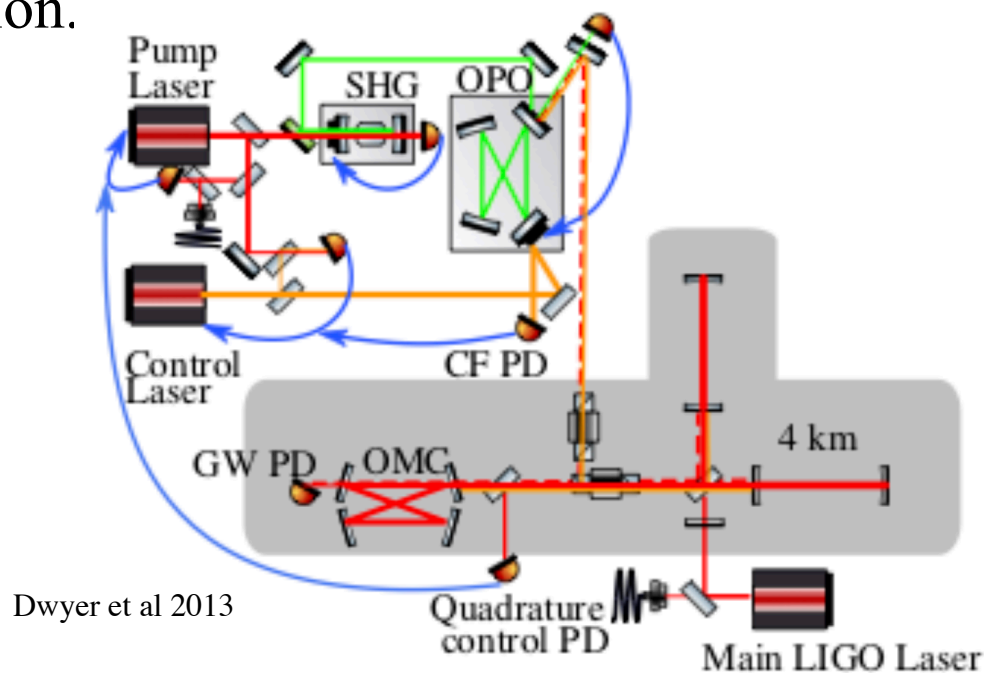 Pump
Laser
SHG
OPO
Control
Laser
CF PD
4 km
GW PD
OMC
Dwyer et al 2013
Quadrature
control PD
Main LIGO Laser